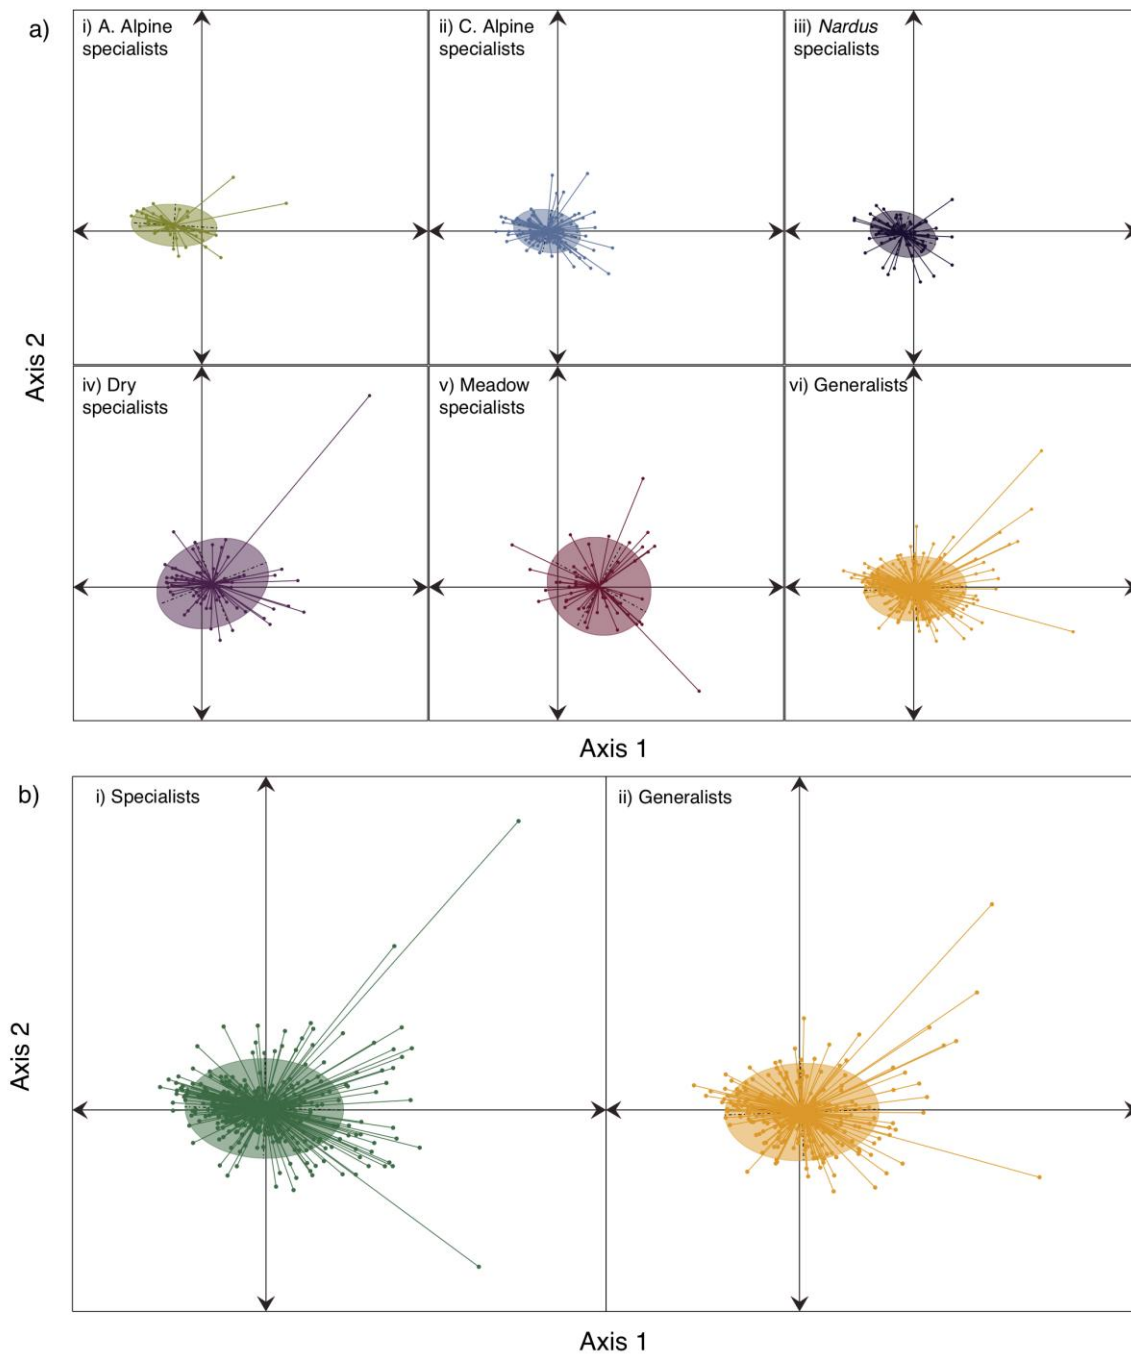 a)
i) A. Alpine
specialists
ii) C. Alpine
specialists
iii) Nardus
specialists
Axis 2
iv) Dry
specialists
v) Meadow
specialists
vi) Generalists
Axis 1
b)
i) Specialists
ii) Generalists
Axis 2
Axis 1